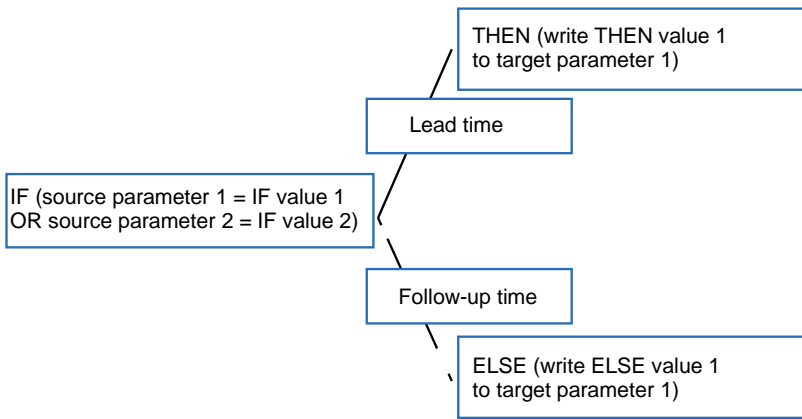 THEN (write THEN value 1
to target parameter 1)
Lead time
IF (source parameter 1 = IF value 1
OR source parameter 2 = IF value 2)
Follow-up time
ELSE (write ELSE value 1
to target parameter 1)